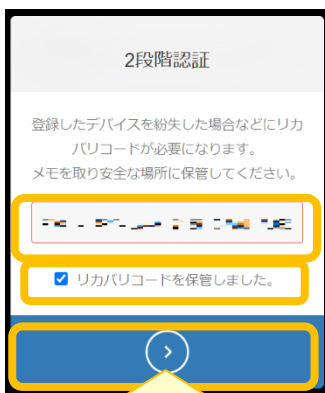 2段階認証
登録したデバイスを紛失した場合などにリカ
バリコードが必要になります。
メモを取り安全な場所に保管してください。
リカバリコードを保管しました。